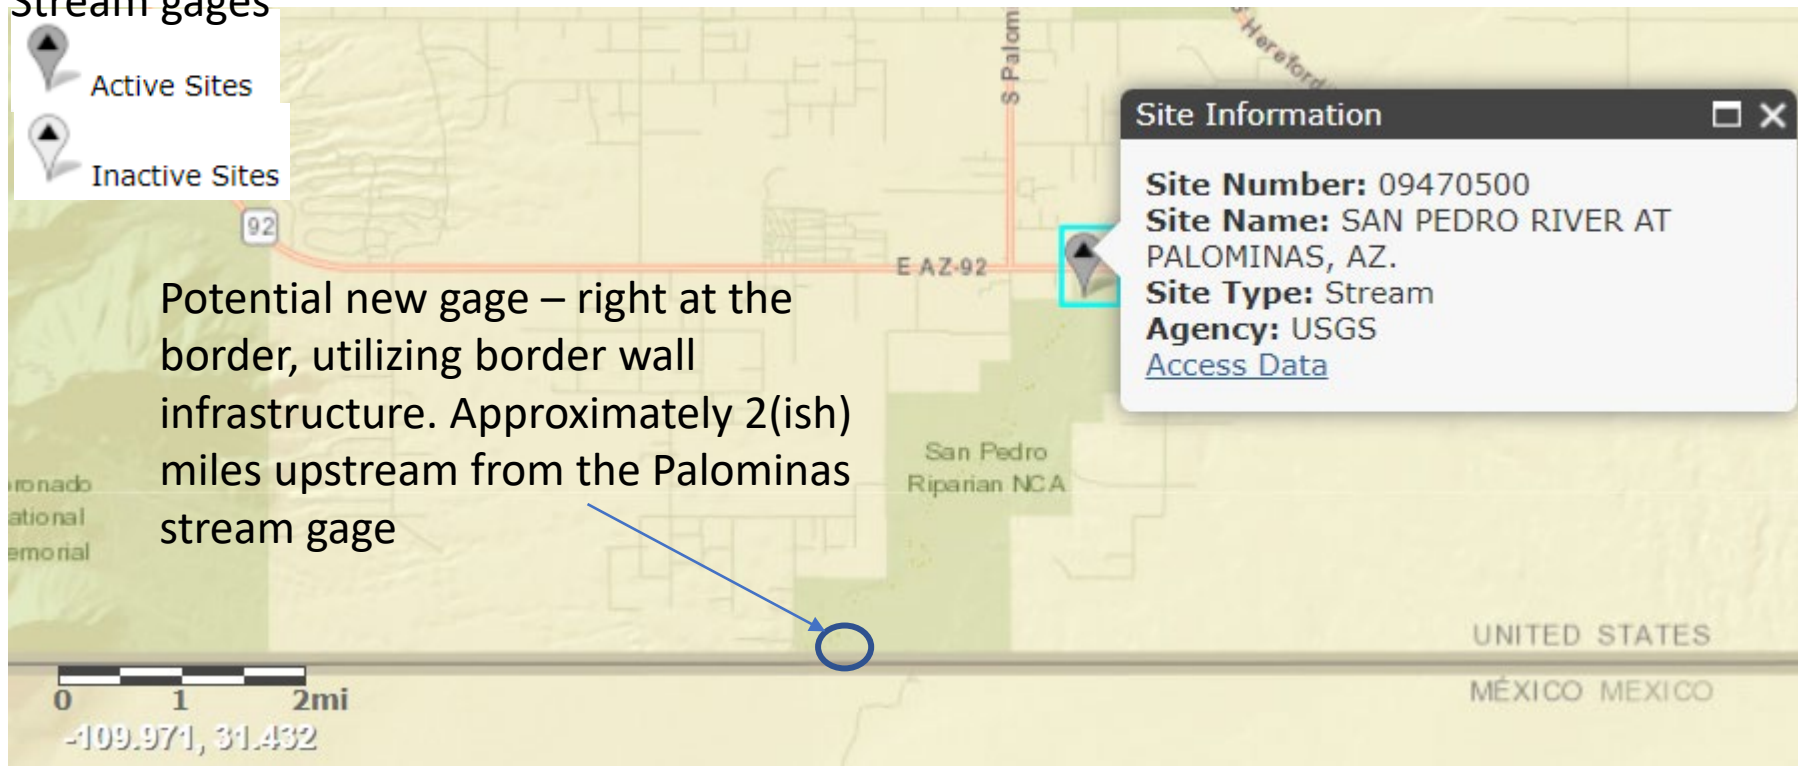 Stream gages
Active Sites
Inactive Sites
S Palomi
S Hereford
Site Information
Site Number: 09470500
Site Name: SAN PEDRO RIVER AT
PALOMINAS, AZ.
Site Type: Stream
Agency: USGS
Access Data
92
E AZ-92
Potential new gage – right at the
border, utilizing border wall
infrastructure. Approximately 2(ish)
miles upstream from the Palominas
stream gage
San Pedro
Riparian NCA
ronado
ational
emorial
UNITED STATES
MÉXICO MEXICO
0 1 2mi
-109.971, 31.432